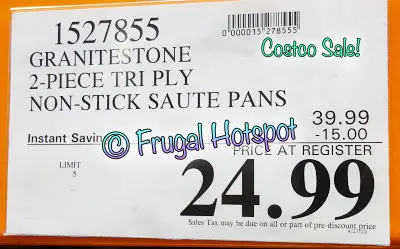 1527855
0000015278555
GRANITESTONE
Costco Sale!
2-PIECE TRI PLY
NON-STICK SAUTE PANS
39.99
Instant Savin
-15.00
© Frugal Hotspot
PRICE AT REGISTER
LIMIT
5
24.99
Sales Tax may be due on all or part of pre-discount price